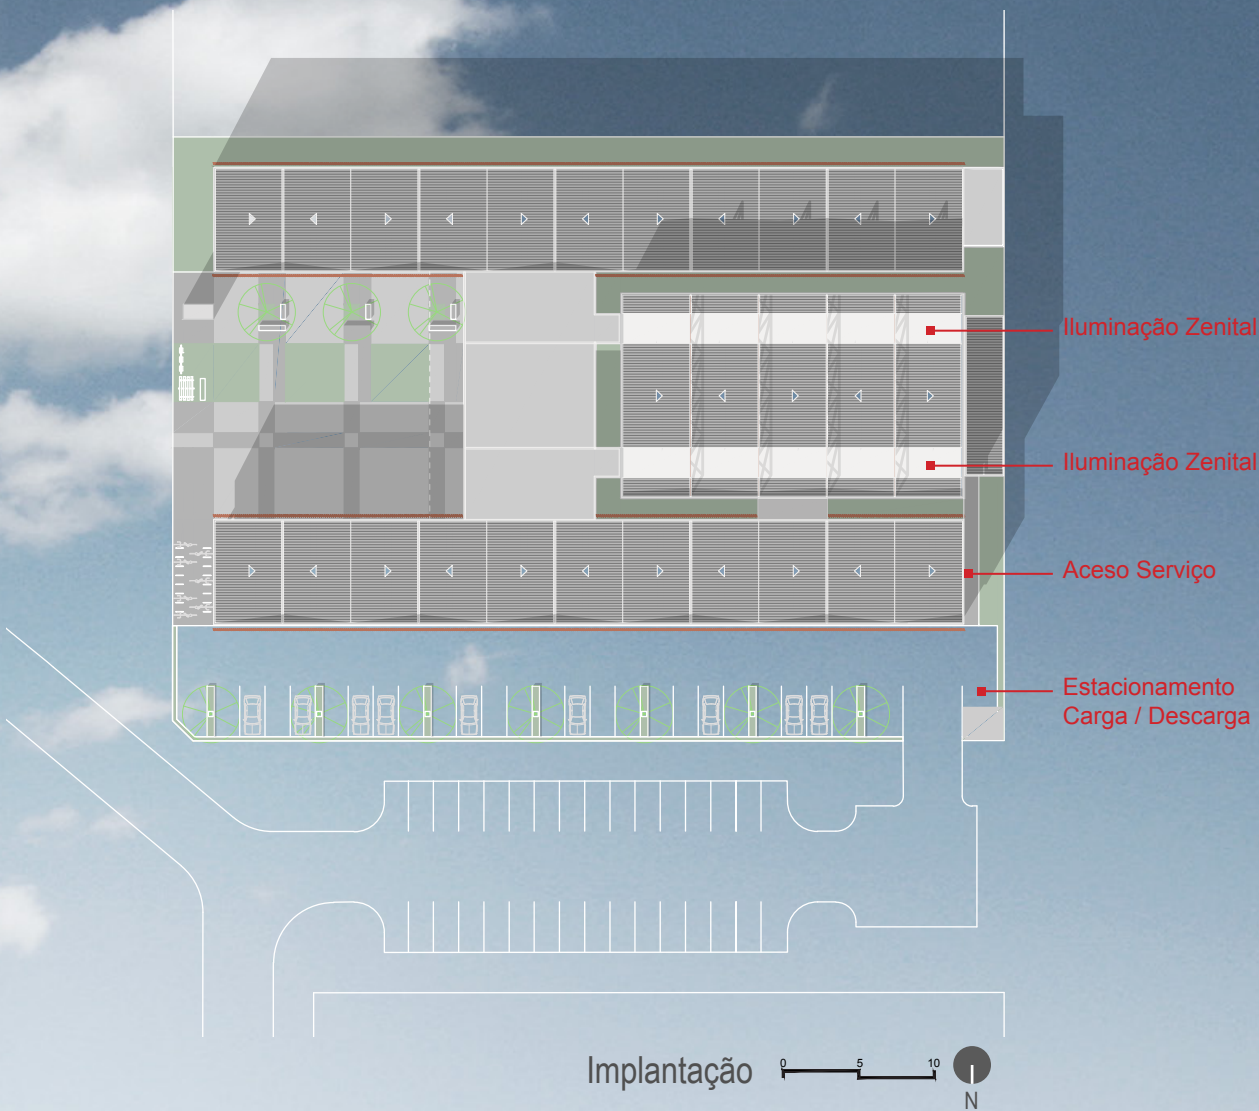 Iluminação Zenital
Iluminação Zenital
Aceso Serviço
Estacionamento
Carga / Descarga
Implantação
0 5 10
N